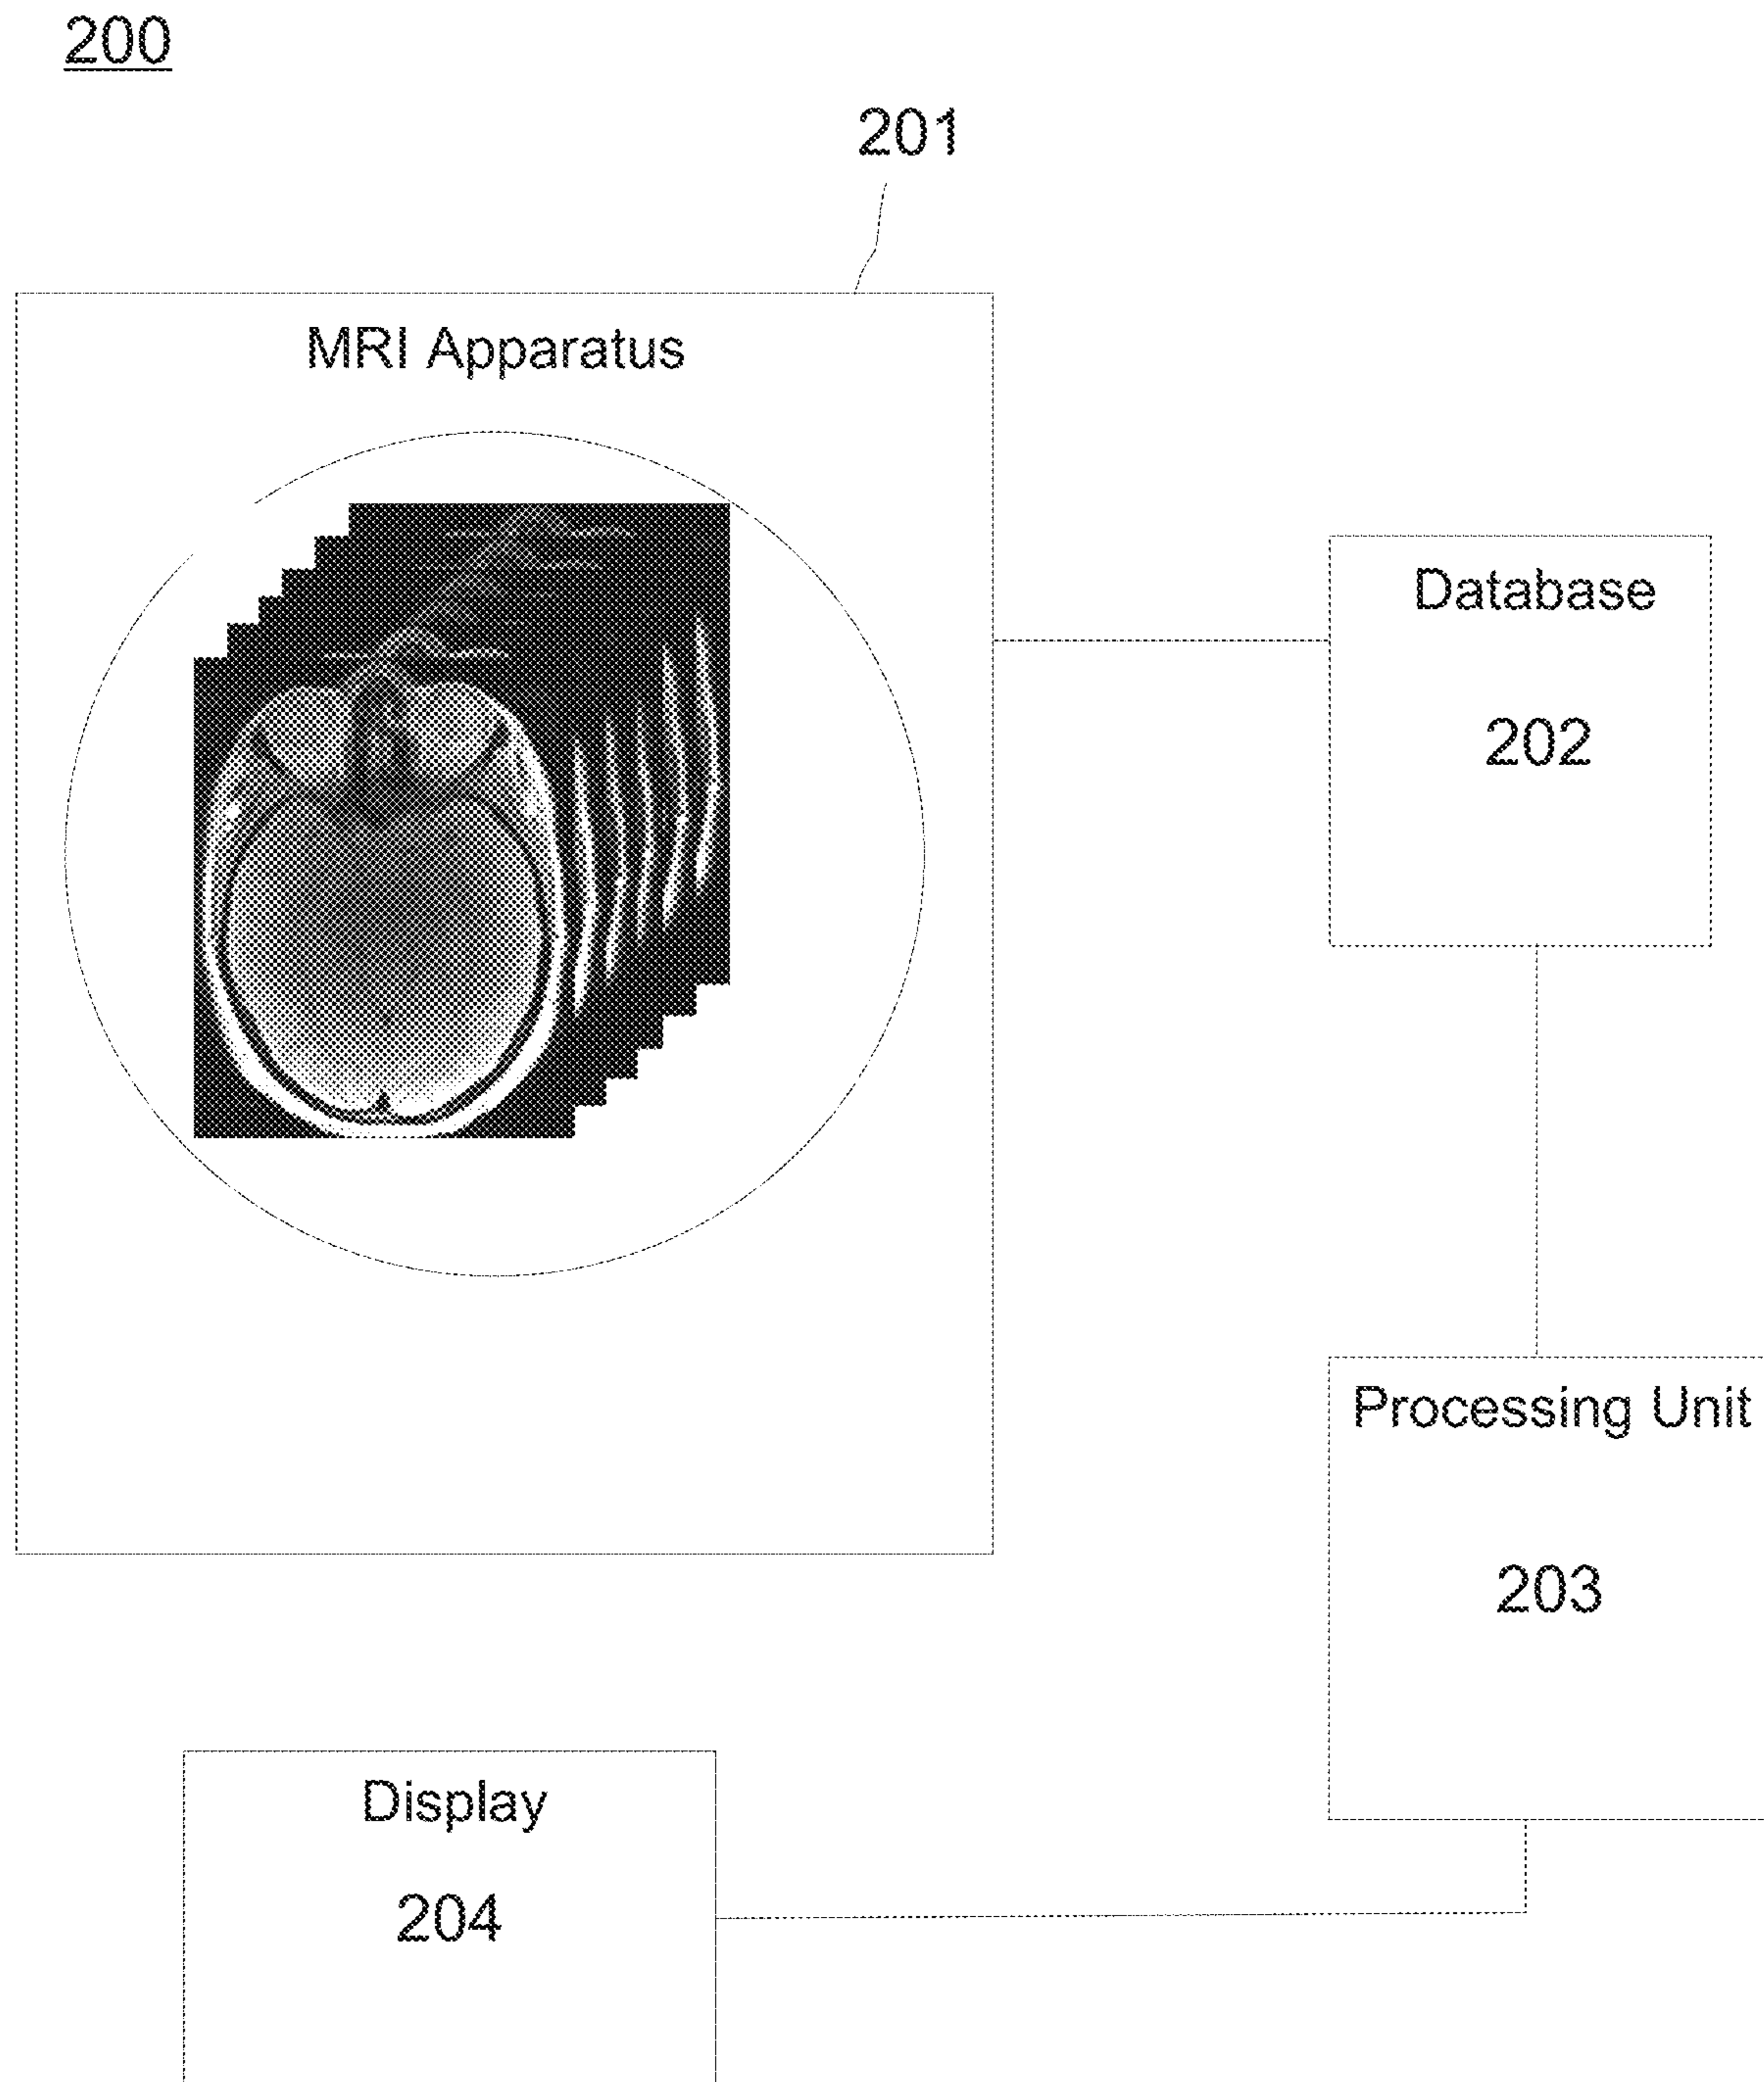 200
201
MRI Apparatus
Database
202
Processing Unit
203
Display
204